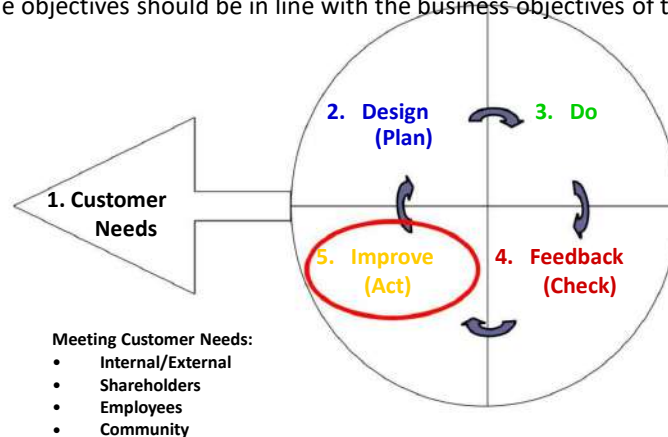 e objectives should be in line with the business objectives of t
2. Design
(Plan)
3. Do
1. Customer
Needs
5. Improve
(Act)
4. Feedback
(Check)
Meeting Customer Needs:
• Internal/External
• Shareholders
• Employees
• Community